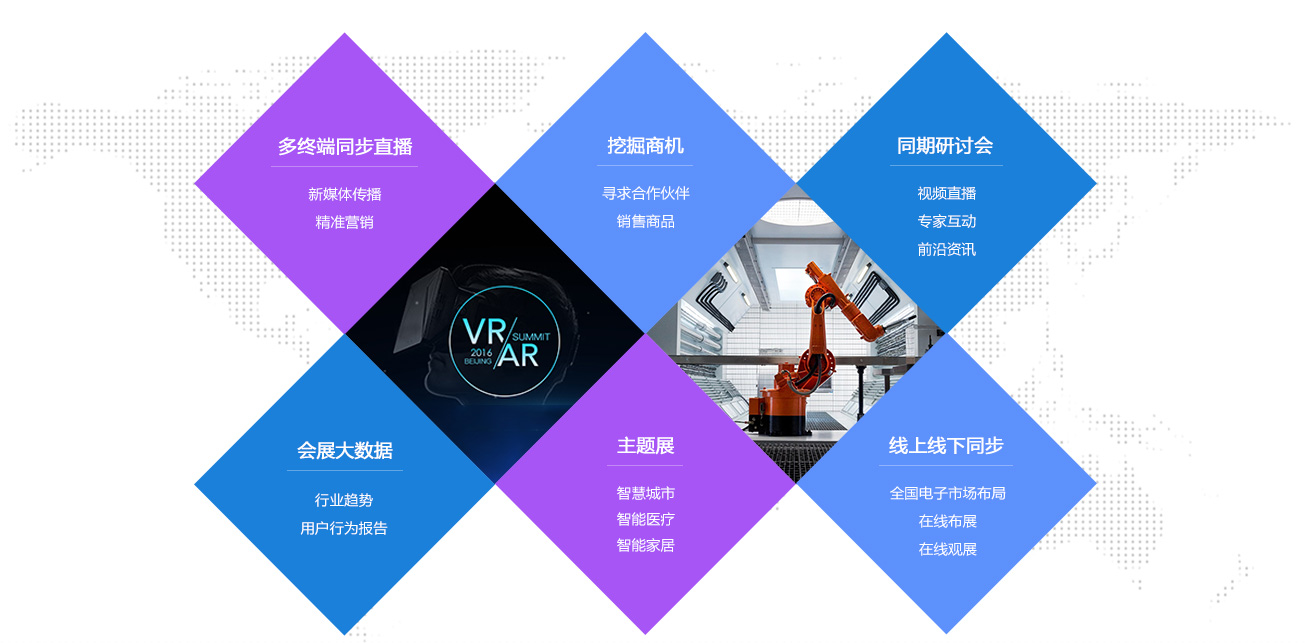 多终端同步直播
新媒体传播
精准营销
挖掘商机
寻求合作伙伴
销售商品
同期研讨会
视频直播
专家互动
前沿资讯
VR/
SUMMIT
2016
BEIJING
AR
会展大数据
行业趋势
用户行为报告
主题展
智慧城市
智能医疗
智能家居
线上线下同步
全国电子市场布局
在线布展
在线观展